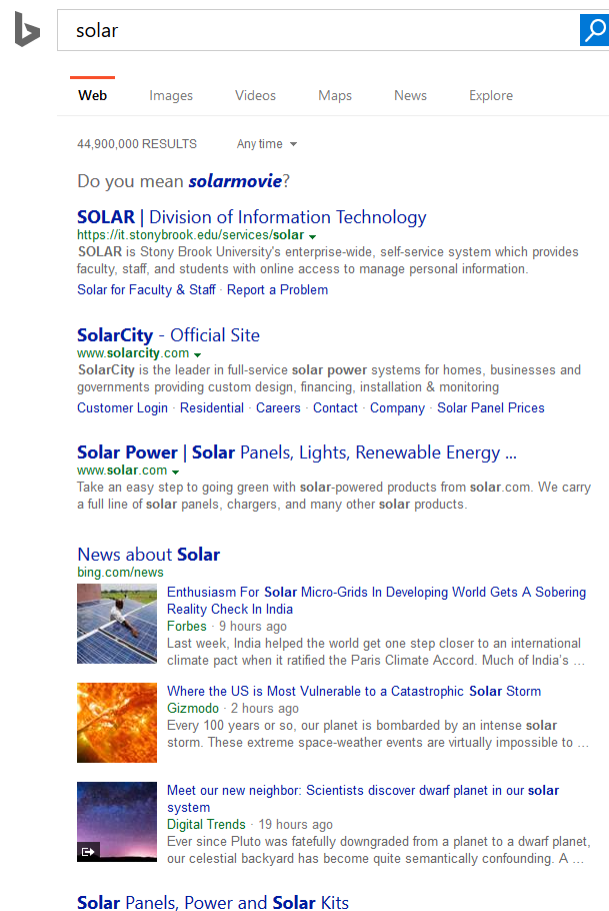 solar
Web Images Videos Maps News Explore
44,900,000 RESULTS Any time
Do you mean solarmovie?
SOLAR | Division of Information Technology
https://it.stonybrook.edu/services/solar
SOLAR is Stony Brook University's enterprise-wide, self-service system which provides
faculty, staff, and students with online access to manage personal information.
Solar for Faculty & Staff · Report a Problem
SolarCity - Official Site
www.solarcity.com
SolarCity is the leader in full-service solar power systems for homes, businesses and
governments providing custom design, financing, installation & monitoring
Customer Login · Residential · Careers · Contact · Company · Solar Panel Prices
Solar Power | Solar Panels, Lights, Renewable Energy ...
www.solar.com
Take an easy step to going green with solar-powered products from solar.com. We carry
a full line of solar panels, chargers, and many other solar products.
News about Solar
bing.com/news
Enthusiasm For Solar Micro-Grids In Developing World Gets A Sobering
Reality Check In India
Forbes · 9 hours ago
Last week, India helped the world get one step closer to an international
climate pact when it ratified the Paris Climate Accord. Much of India's ...
Where the US is Most Vulnerable to a Catastrophic Solar Storm
Gizmodo · 2 hours ago
Every 100 years or so, our planet is bombarded by an intense solar
storm. These extreme space-weather events are virtually impossible to ...
Meet our new neighbor: Scientists discover dwarf planet in our solar
system
Digital Trends · 19 hours ago
Ever since Pluto was fatefully downgraded from a planet to a dwarf planet,
our celestial backyard has become quite semantically confounding. A ...
Solar Panels, Power and Solar Kits